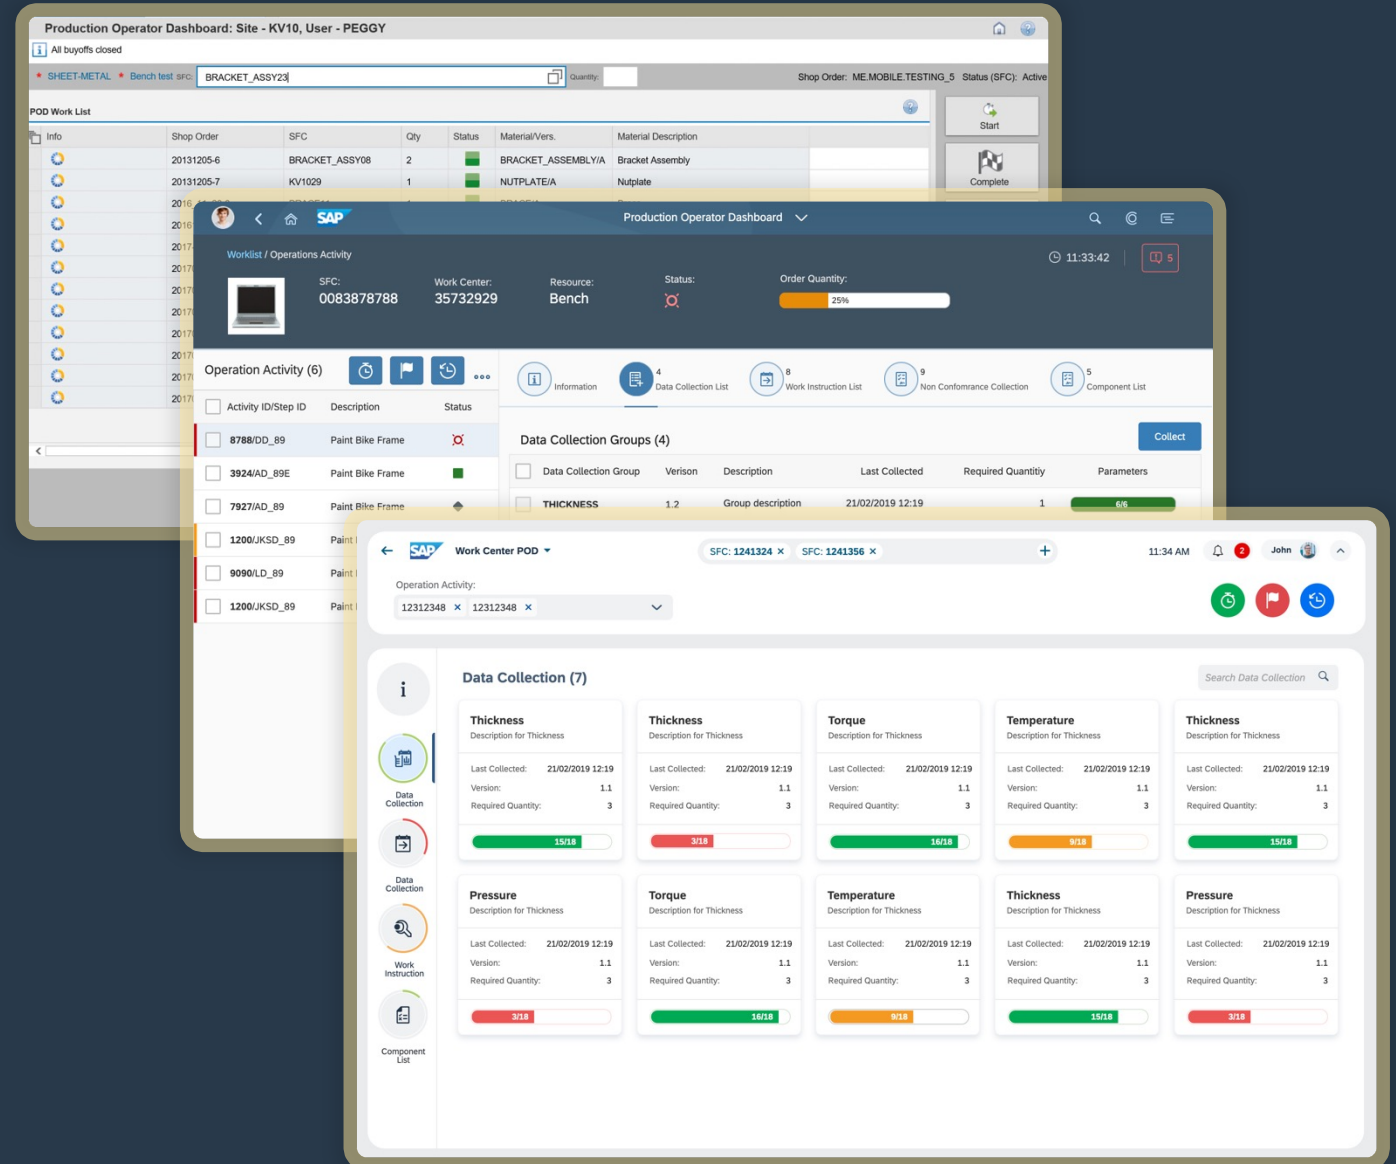 Production Operator Dashboard: Site - KV10, User - PEGGY
All buyoffs closed
* SHEET-METAL * Bench test SFC: BRACKET_ASSY23 Quantity: Shop Order: ME.MOBILE.TESTING_5 Status (SFC): Active
POD Work List
Start
Info Shop Order SFC Qty Status Material/Vers. Material Description
20131205-6 BRACKET_ASSY08 2 BRACKET_ASSEMBLY/A Bracket Assembly
20131205-7 KV1029 1 NUTPLATE/A Nutplate
Complete
2016
2017
SAP Production Operator Dashboard
Worklist / Operations Activity
11:33:42 5
SFC: Work Center: Resource: Status: Order Quantity:
0083878788 35732929 Bench 25%
Operation Activity (6)
Information
4
Data Collection List
8
Work Instruction List
9
Non Confomrance Collection
5
Component List
Activity ID/Step ID Description Status
8788/DD_89 Paint Bike Frame
3924/AD_89E Paint Bike Frame
7927/AD_89 Paint Bike Frame
1200/JKSD_89 Paint
9090/LD_89 Paint
1200/JKSD_89 Paint
Data Collection Groups (4)
Collect
Data Collection Group Verison Description Last Collected Required Quantitiy Parameters
THICKNESS 1.2 Group description 21/02/2019 12:19 1 6/6
SAP Work Center POD SFC: 1241324 × SFC: 1241356 × + 11:34 AM 2 John
Operation Activity:
12312348 × 12312348 ×
i
Data
Collection
Data
Collection
Work
Instruction
Component
List
Data Collection (7)
Search Data Collection
Thickness Thickness Torque Temperature Thickness
Description for Thickness Description for Thickness Description for Thickness Description for Thickness Description for Thickness
Last Collected: 21/02/2019 12:19 Last Collected: 21/02/2019 12:19 Last Collected: 21/02/2019 12:19 Last Collected: 21/02/2019 12:19 Last Collected: 21/02/2019 12:19
Version: 1.1 Version: 1.1 Version: 1.1 Version: 1.1 Version: 1.1
Required Quantity: 3 Required Quantity: 3 Required Quantity: 3 Required Quantity: 3 Required Quantity: 3
15/18 3/18 16/18 9/18 15/18
Pressure Torque Temperature Thickness Pressure
Description for Thickness Description for Thickness Description for Thickness Description for Thickness Description for Thickness
Last Collected: 21/02/2019 12:19 Last Collected: 21/02/2019 12:19 Last Collected: 21/02/2019 12:19 Last Collected: 21/02/2019 12:19 Last Collected: 21/02/2019 12:19
Version: 1.1 Version: 1.1 Version: 1.1 Version: 1.1 Version: 1.1
Required Quantity: 3 Required Quantity: 3 Required Quantity: 3 Required Quantity: 3 Required Quantity: 3
3/18 16/18 9/18 15/18 3/18